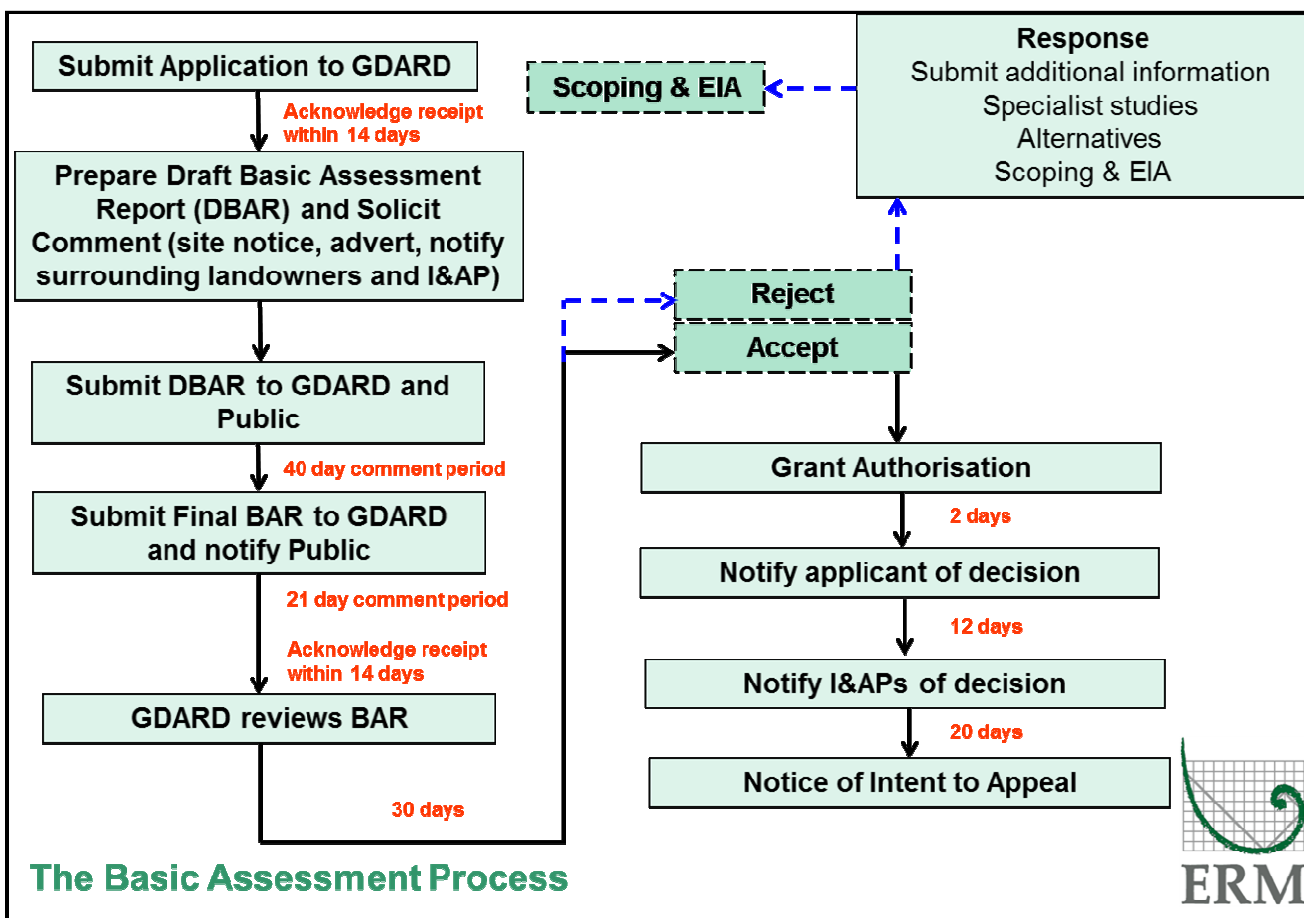 Submit Application to GDARD
Acknowledge receipt
within 14 days
Prepare Draft Basic Assessment
Report (DBAR) and Solicit
Comment (site notice, advert, notify
surrounding landowners and I&AP)
Submit DBAR to GDARD and
Public
40 day comment period
Submit Final BAR to GDARD
and notify Public
21 day comment period
Acknowledge receipt
within 14 days
GDARD reviews BAR
30 days
Scoping & EIA
Response
Submit additional information
Specialist studies
Alternatives
Scoping & EIA
Reject
Accept
Grant Authorisation
2 days
Notify applicant of decision
12 days
Notify I&APs of decision
20 days
Notice of Intent to Appeal
The Basic Assessment Process
ERM